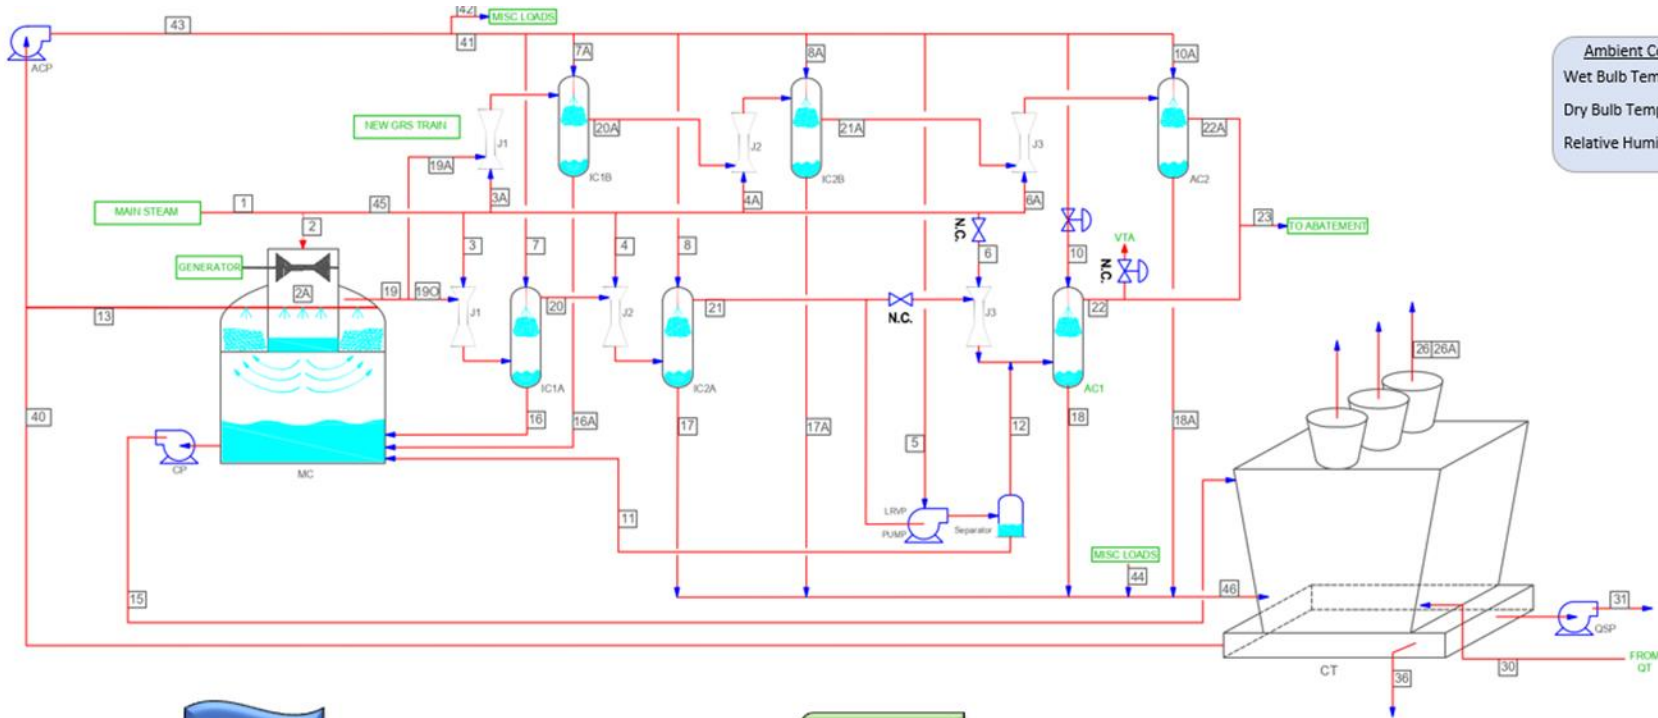 43
42
MISC LOADS
41
ACP
7A
8A
10A
Ambient Co
Wet Bulb Tem
Dry Bulb Temp
Relative Humi
NEW GRS TRAIN
J1
20A
J2
21A
J3
22A
19A
IC1B
IC2B
AC2
3A
4A
6A
MAIN STEAM
1
45
2
N.C.
23
TO ABATEMENT
3
7
4
8
6
10
VTA
N.C.
GENERATOR
2A
19
19O
13
J1
20
J2
21
N.C.
J3
22
26
26A
IC1A
IC2A
AC1
40
16
16A
17
17A
5
12
18
18A
CP
MC
11
LRVP
PUMP
Separator
MISC LOADS
44
46
15
31
QSP
CT
36
30
FROM
QT